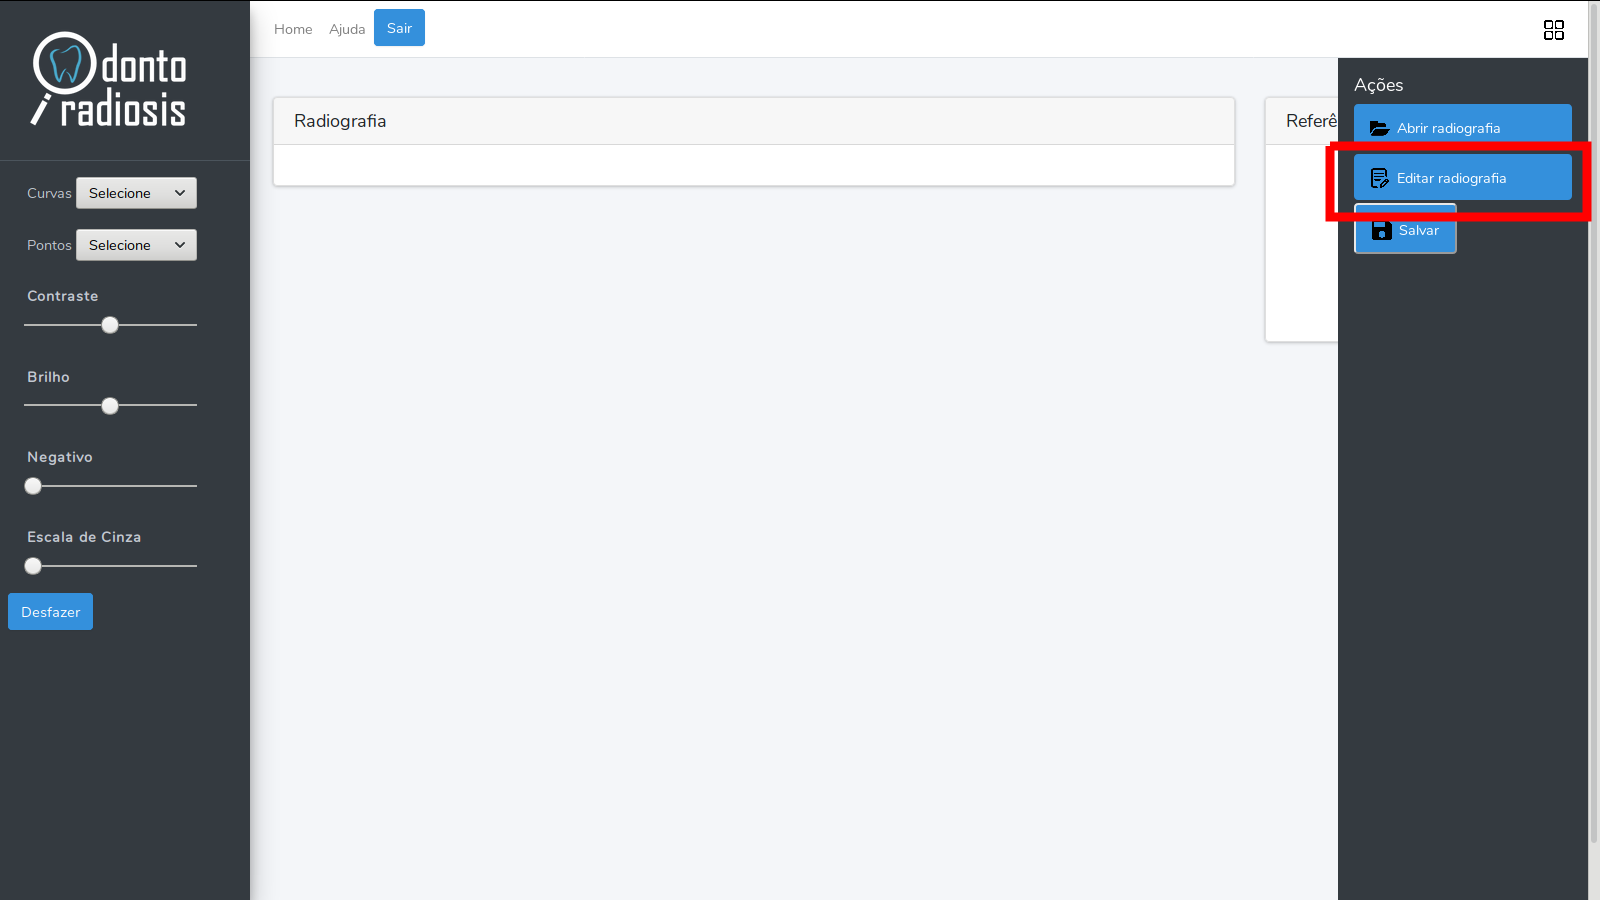 Odonto
radiosis
Home
Ajuda
Sair
Curvas Selecione
Pontos Selecione
Contraste
Brilho
Negativo
Escala de Cinza
Desfazer
Radiografia
Referê
Ações
Abrir radiografia
Editar radiografia
Salvar